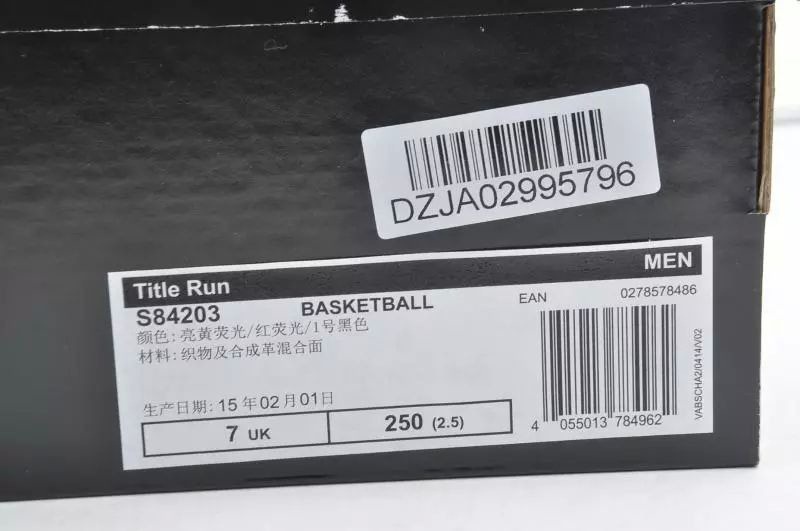 DZJA02995796
Title Run
MEN
S84203
BASKETBALL
EAN
0278578486
颜色: 亮黄荧光/红荧光/1号黑色
材料: 织物及合成革混合面
生产日期: 15 年 02 月 01日
7 UK
250 (2.5)
4 055013 784962
VABSCHA2/0414/V02